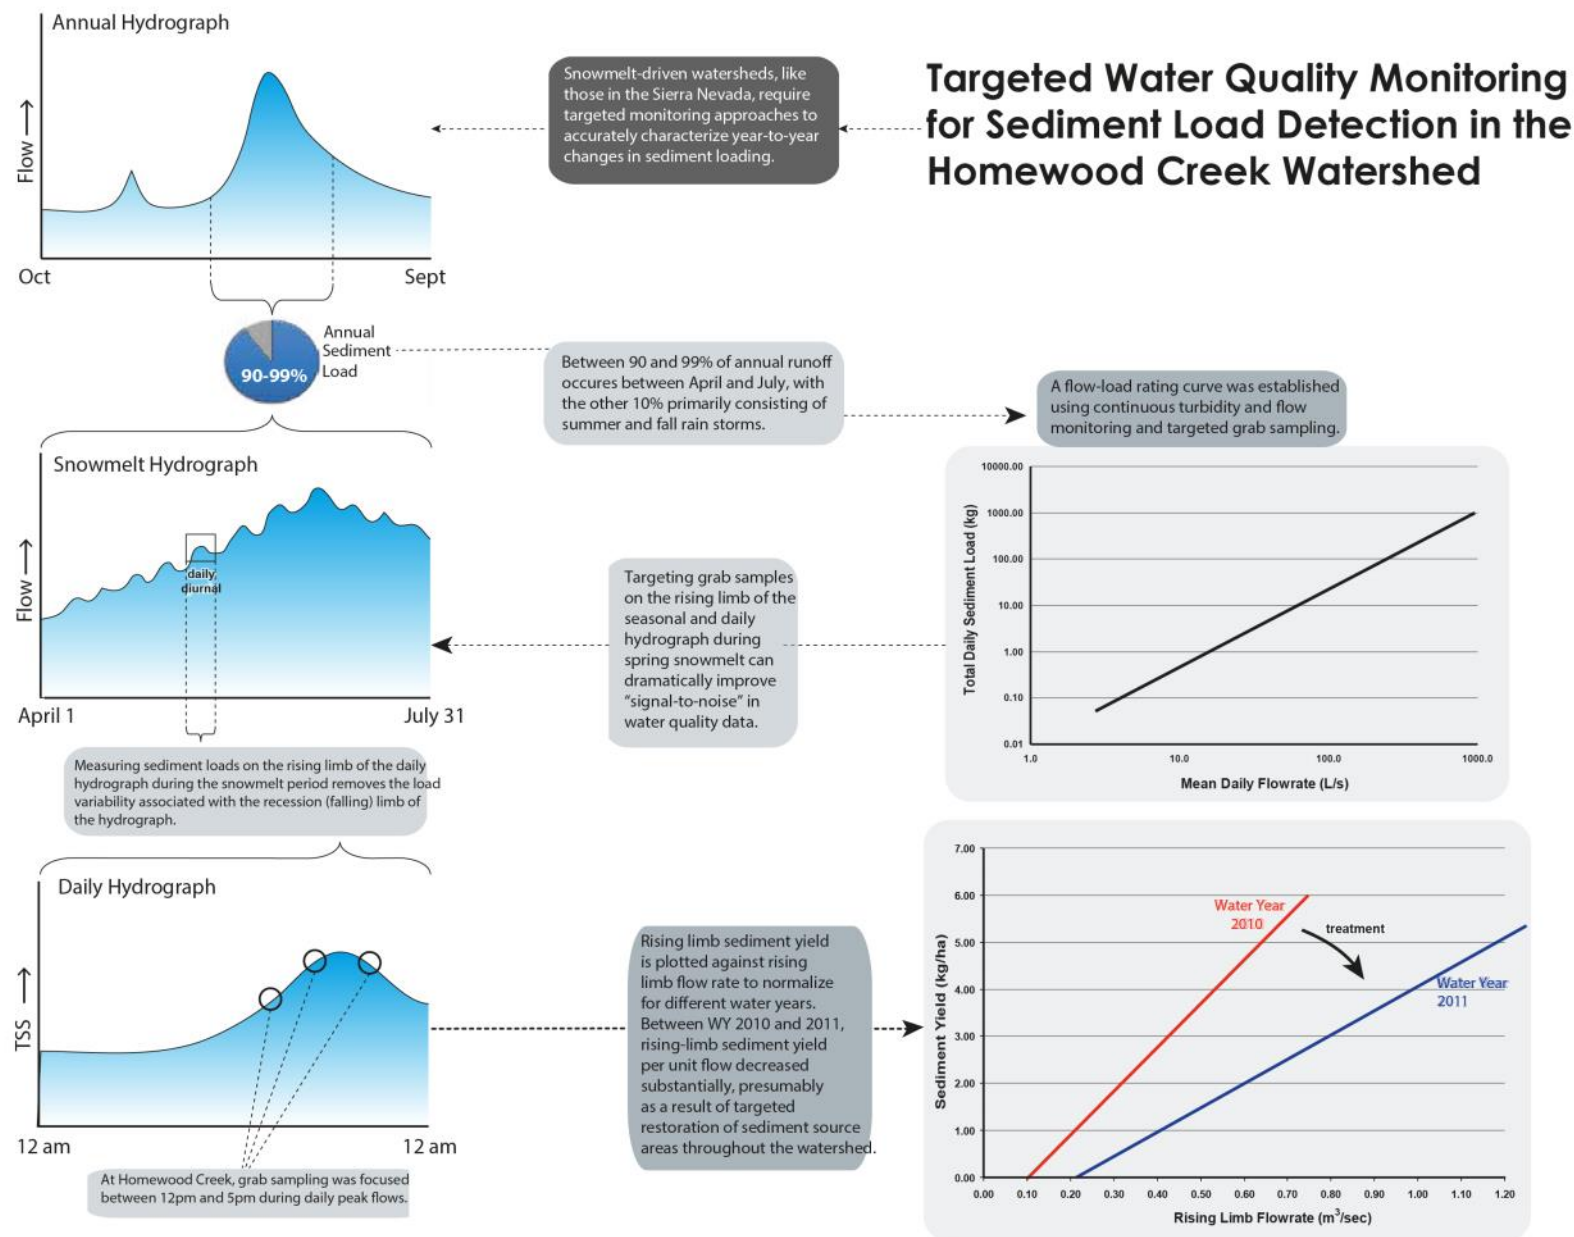 Annual Hydrograph
Flow
Oct
Sept
Snowmelt-driven watersheds, like
those in the Sierra Nevada, require
targeted monitoring approaches to
accurately characterize year-to-year
changes in sediment loading.
Targeted Water Quality Monitoring
for Sediment Load Detection in the
Homewood Creek Watershed
90-99%
Annual
Sediment
Load
Between 90 and 99% of annual runoff
occures between April and July, with
the other 10% primarily consisting of
summer and fall rain storms.
A flow-load rating curve was established
using continuous turbidity and flow
monitoring and targeted grab sampling.
Snowmelt Hydrograph
Flow
daily
diurnal
April 1
July 31
Targeting grab samples
on the rising limb of the
seasonal and daily
hydrograph during
spring snowmelt can
dramatically improve
"signal-to-noise" in
water quality data.
Total Daily Sediment Load (kg)
10000.00
1000.00
100.00
10.00
1.00
0.10
0.01
1.0
10.0
100.0
1000.0
Mean Daily Flowrate (L/s)
Measuring sediment loads on the rising limb of the daily
hydrograph during the snowmelt period removes the load
variability associated with the recession (falling) limb of
the hydrograph.
Daily Hydrograph
TSS
12 am
12 am
At Homewood Creek, grab sampling was focused
between 12pm and 5pm during daily peak flows.
Rising limb sediment yield
is plotted against rising
limb flow rate to normalize
for different water years.
Between WY 2010 and 2011,
rising-limb sediment yield
per unit flow decreased
substantially, presumably
as a result of targeted
restoration of sediment source
areas throughout the watershed.
Sediment Yield (kg/ha)
7.00
6.00
5.00
4.00
3.00
2.00
1.00
0.00
Water Year
2010
treatment
Water Year
2011
0.00
0.10
0.20
0.30
0.40
0.50
0.60
0.70
0.80
0.90
1.00
1.10
1.20
Rising Limb Flowrate (m³/sec)